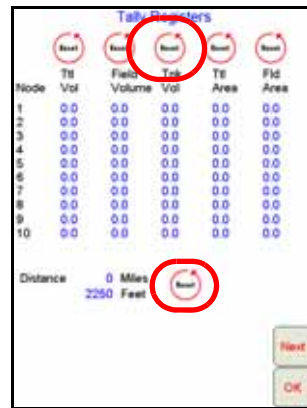 Tally Registers
Reset Reset Reset Reset Reset
Ttl Field Tnk Ttl Fld
Node Vol Volume Vol Area Area
1 0.0 0.0 0.0 0.0 0.0
2 0.0 0.0 0.0 0.0 0.0
3 0.0 0.0 0.0 0.0 0.0
4 0.0 0.0 0.0 0.0 0.0
5 0.0 0.0 0.0 0.0 0.0
6 0.0 0.0 0.0 0.0 0.0
7 0.0 0.0 0.0 0.0 0.0
8 0.0 0.0 0.0 0.0 0.0
9 0.0 0.0 0.0 0.0 0.0
10 0.0 0.0 0.0 0.0 0.0
Distance 0 Miles Reset
2250 Feet
Next
OK